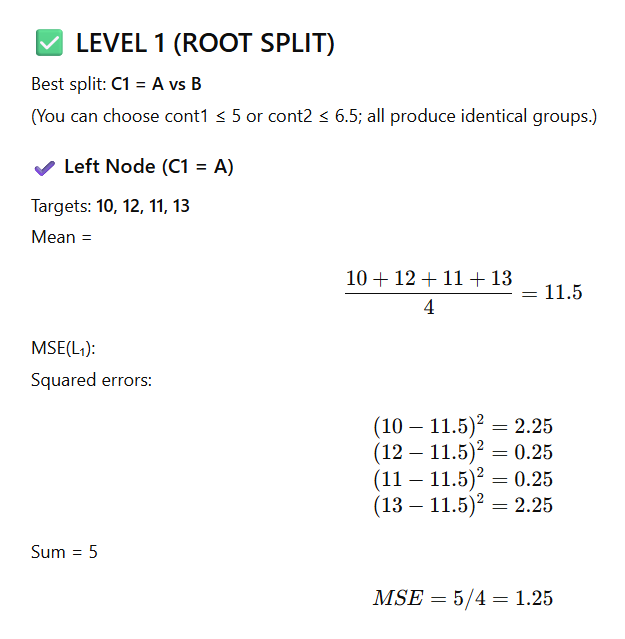 ✅ LEVEL 1 (ROOT SPLIT)
Best split: C1 = A vs B
(You can choose cont1 ≤ 5 or cont2 ≤ 6.5; all produce identical groups.)
✔ Left Node (C1 = A)
Targets: 10, 12, 11, 13
Mean =
10 + 12 + 11 + 13
4
= 11.5
MSE(L₁):
Squared errors:
(10 − 11.5)² = 2.25
(12 − 11.5)² = 0.25
(11 − 11.5)² = 0.25
(13 − 11.5)² = 2.25
Sum = 5
MSE = 5/4 = 1.25